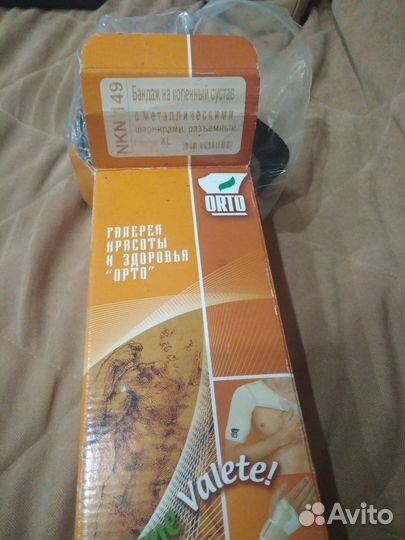 NKN 149
Бандаж на коленный сустав
с металлическими
шарнирами, разъемный
XL
ORTO
ГАЛЕРЕЯ
КРАСОТЫ
И ЗДОРОВЬЯ
"ОРТО"
valete!
Avito